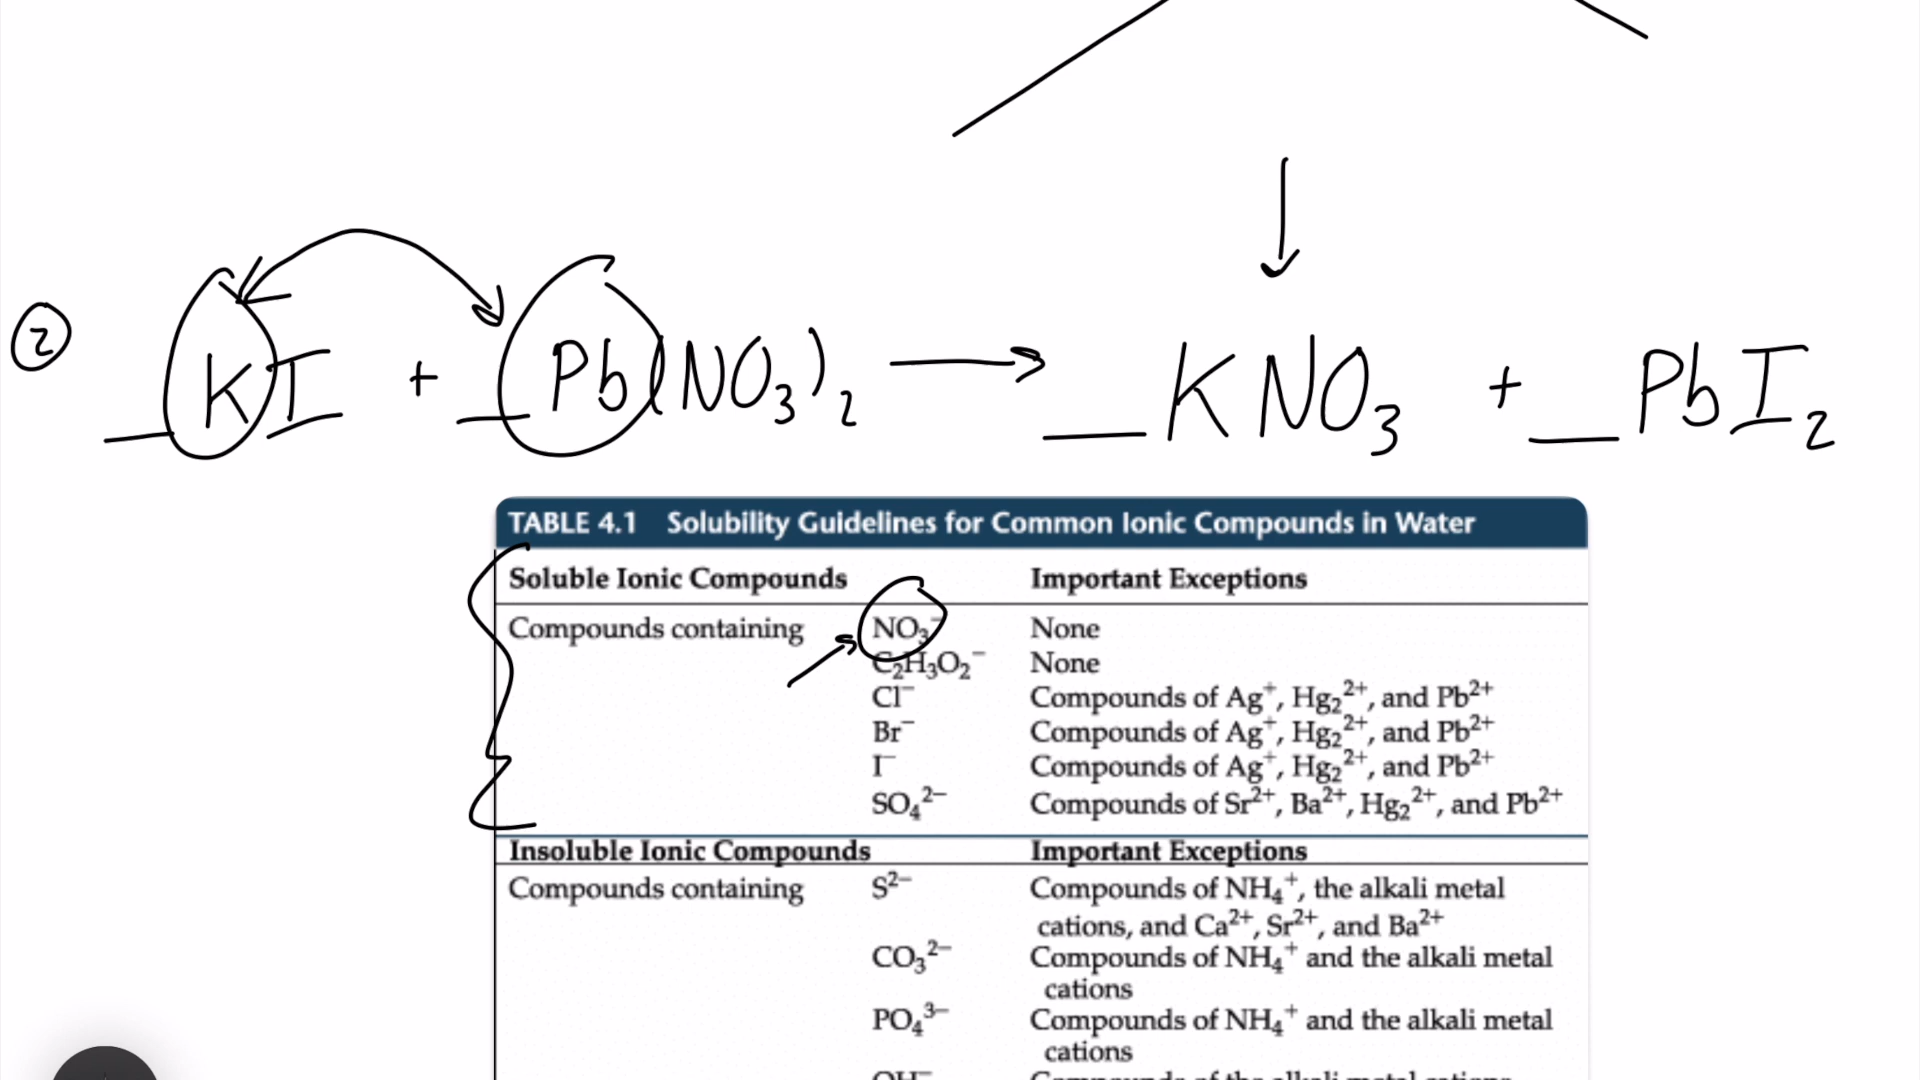 ② __KI + __Pb(NO₃)₂ ⟶ __KNO₃ + __PbI₂
TABLE 4.1 Solubility Guidelines for Common Ionic Compounds in Water
Soluble Ionic Compounds Important Exceptions
Compounds containing NO₃⁻ None
C₂H₃O₂⁻ None
Cl⁻ Compounds of Ag⁺, Hg₂²⁺, and Pb²⁺
Br⁻ Compounds of Ag⁺, Hg₂²⁺, and Pb²⁺
I⁻ Compounds of Ag⁺, Hg₂²⁺, and Pb²⁺
SO₄²⁻ Compounds of Sr²⁺, Ba²⁺, Hg₂²⁺, and Pb²⁺
Insoluble Ionic Compounds Important Exceptions
Compounds containing S²⁻ Compounds of NH₄⁺, the alkali metal
cations, and Ca²⁺, Sr²⁺, and Ba²⁺
CO₃²⁻ Compounds of NH₄⁺ and the alkali metal
cations
PO₄³⁻ Compounds of NH₄⁺ and the alkali metal
cations